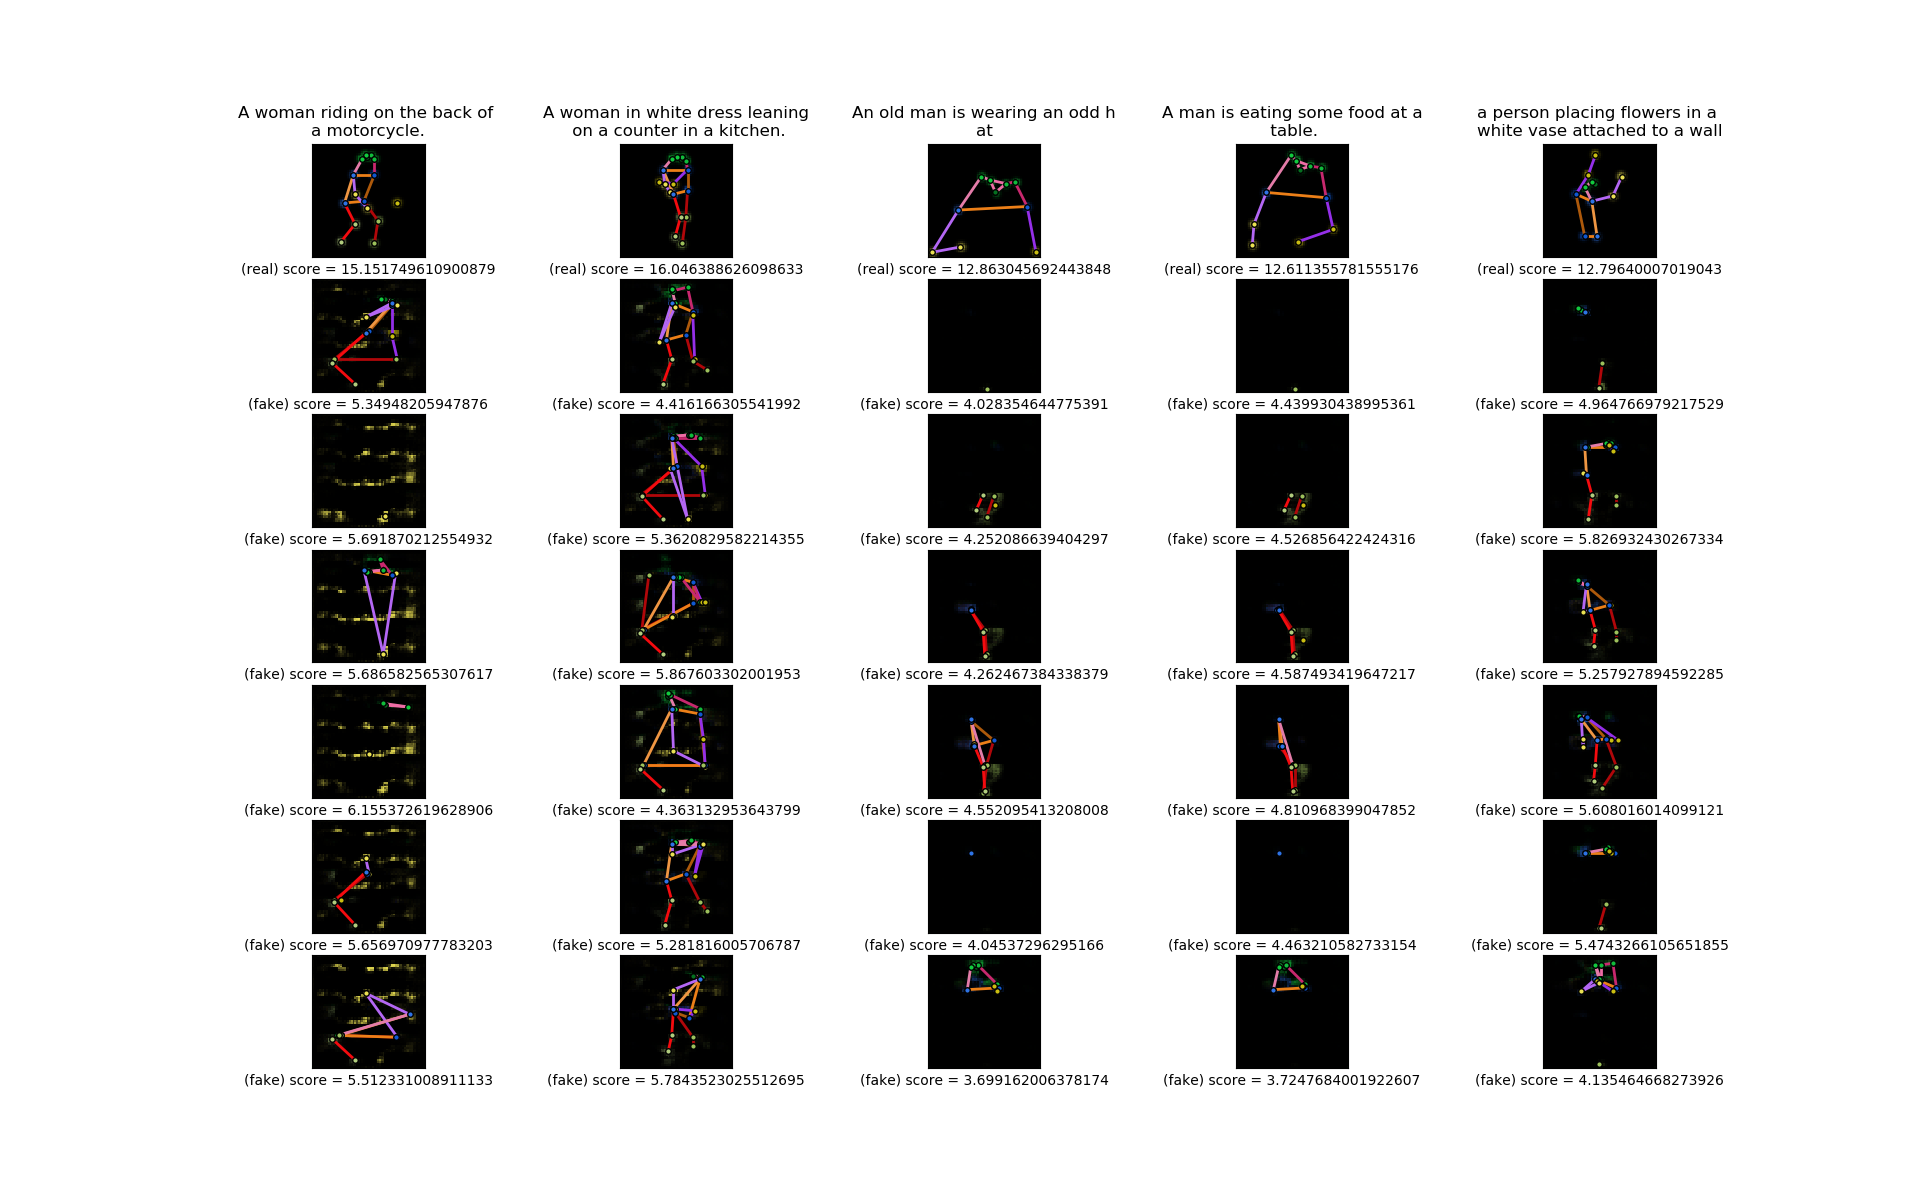 A woman riding on the back of
a motorcycle.
A woman in white dress leaning
on a counter in a kitchen.
An old man is wearing an odd h
at
A man is eating some food at a
table.
a person placing flowers in a
white vase attached to a wall
(real) score = 15.151749610900879
(real) score = 16.046388626098633
(real) score = 12.863045692443848
(real) score = 12.611355781555176
(real) score = 12.79640007019043
(fake) score = 5.34948205947876
(fake) score = 4.416166305541992
(fake) score = 4.028354644775391
(fake) score = 4.439930438995361
(fake) score = 4.964766979217529
(fake) score = 5.691870212554932
(fake) score = 5.3620829582214355
(fake) score = 4.252086639404297
(fake) score = 4.526856422424316
(fake) score = 5.826932430267334
(fake) score = 5.686582565307617
(fake) score = 5.867603302001953
(fake) score = 4.262467384338379
(fake) score = 4.587493419647217
(fake) score = 5.257927894592285
(fake) score = 6.155372619628906
(fake) score = 4.363132953643799
(fake) score = 4.552095413208008
(fake) score = 4.810968399047852
(fake) score = 5.608016014099121
(fake) score = 5.656970977783203
(fake) score = 5.281816005706787
(fake) score = 4.04537296295166
(fake) score = 4.463210582733154
(fake) score = 5.4743266105651855
(fake) score = 5.512331008911133
(fake) score = 5.7843523025512695
(fake) score = 3.699162006378174
(fake) score = 3.7247684001922607
(fake) score = 4.135464668273926